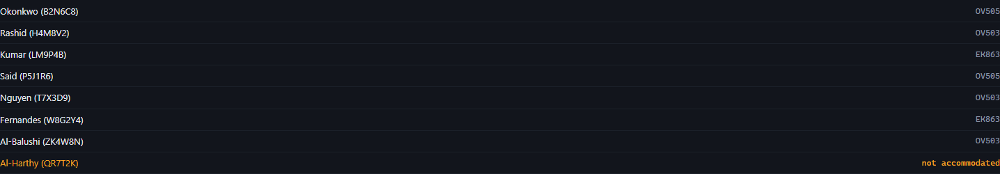 Okonkwo (B2N6C8) OV505
Rashid (H4M8V2) OV503
Kumar (LM9P4B) EK863
Said (P5J1R6) OV505
Nguyen (T7X3D9) OV503
Fernandes (W8G2Y4) EK863
Al-Balushi (ZK4W8N) OV503
Al-Harthy (QR7T2K) not accommodated